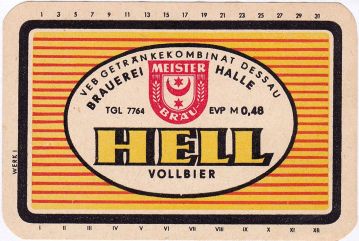 1 3 5 7 9 11 13 15 17 19 21 23 25 27 29 31
VEB GETRÄNKEKOMBINAT DESSAU
BRAUEREI HALLE
MEISTER
BRÄU
TGL 7764 EVP M 0,48
HELL
VOLLBIER
WERK I
I II III IV V VI VII VIII IX X XI XII